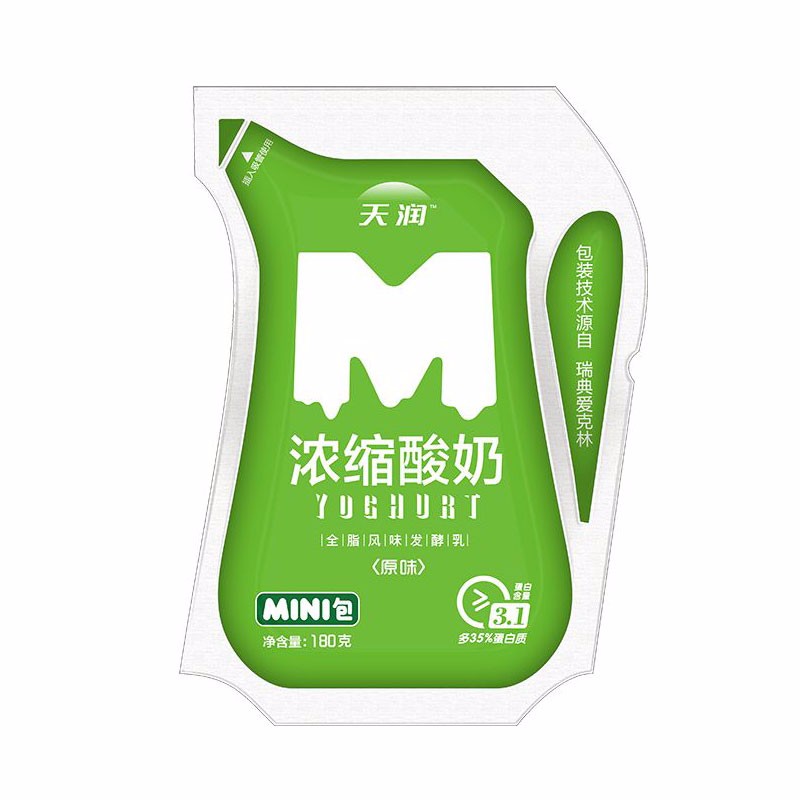 插入吸管使用
天润™
M
浓缩酸奶
YOGHURT
全|脂|风|味|发|酵|乳
〈原味〉
MINI包
净含量:180克
蛋白
含量
≥
3.1
多35%蛋白质
包装技术源自 瑞典爱克林